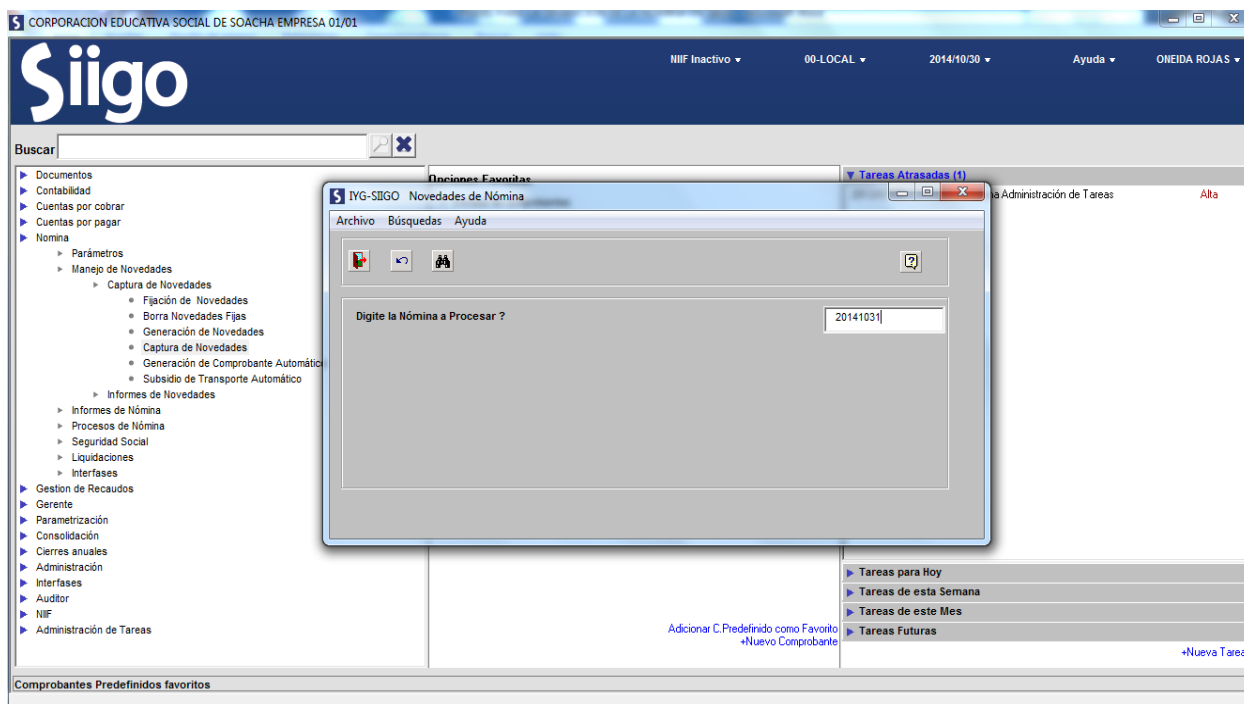 CORPORACION EDUCATIVA SOCIAL DE SOACHA EMPRESA 01/01
Siigo
NIIF Inactivo 00-LOCAL 2014/10/30 Ayuda ONEIDA ROJAS
Buscar
Documentos
Contabilidad
Cuentas por cobrar
Cuentas por pagar
Nomina
Parámetros
Manejo de Novedades
Captura de Novedades
Fijación de Novedades
Borra Novedades Fijas
Generación de Novedades
Captura de Novedades
Generación de Comprobante Automátic
Subsidio de Transporte Automático
Informes de Novedades
Informes de Nómina
Procesos de Nómina
Seguridad Social
Liquidaciones
Interfases
Gestion de Recaudos
Gerente
Parametrización
Consolidación
Cierres anuales
Administración
Interfases
Auditor
NIIF
Administración de Tareas
Opciones Favoritas
IYG-SIIGO Novedades de Nómina
Archivo Búsquedas Ayuda
Digite la Nómina a Procesar ? 20141031
Adicionar C.Predefinido como Favorito
+Nuevo Comprobante
Tareas Atrasadas (1)
Administración de Tareas Alta
Tareas para Hoy
Tareas de esta Semana
Tareas de este Mes
Tareas Futuras
+Nueva Tarea
Comprobantes Predefinidos favoritos